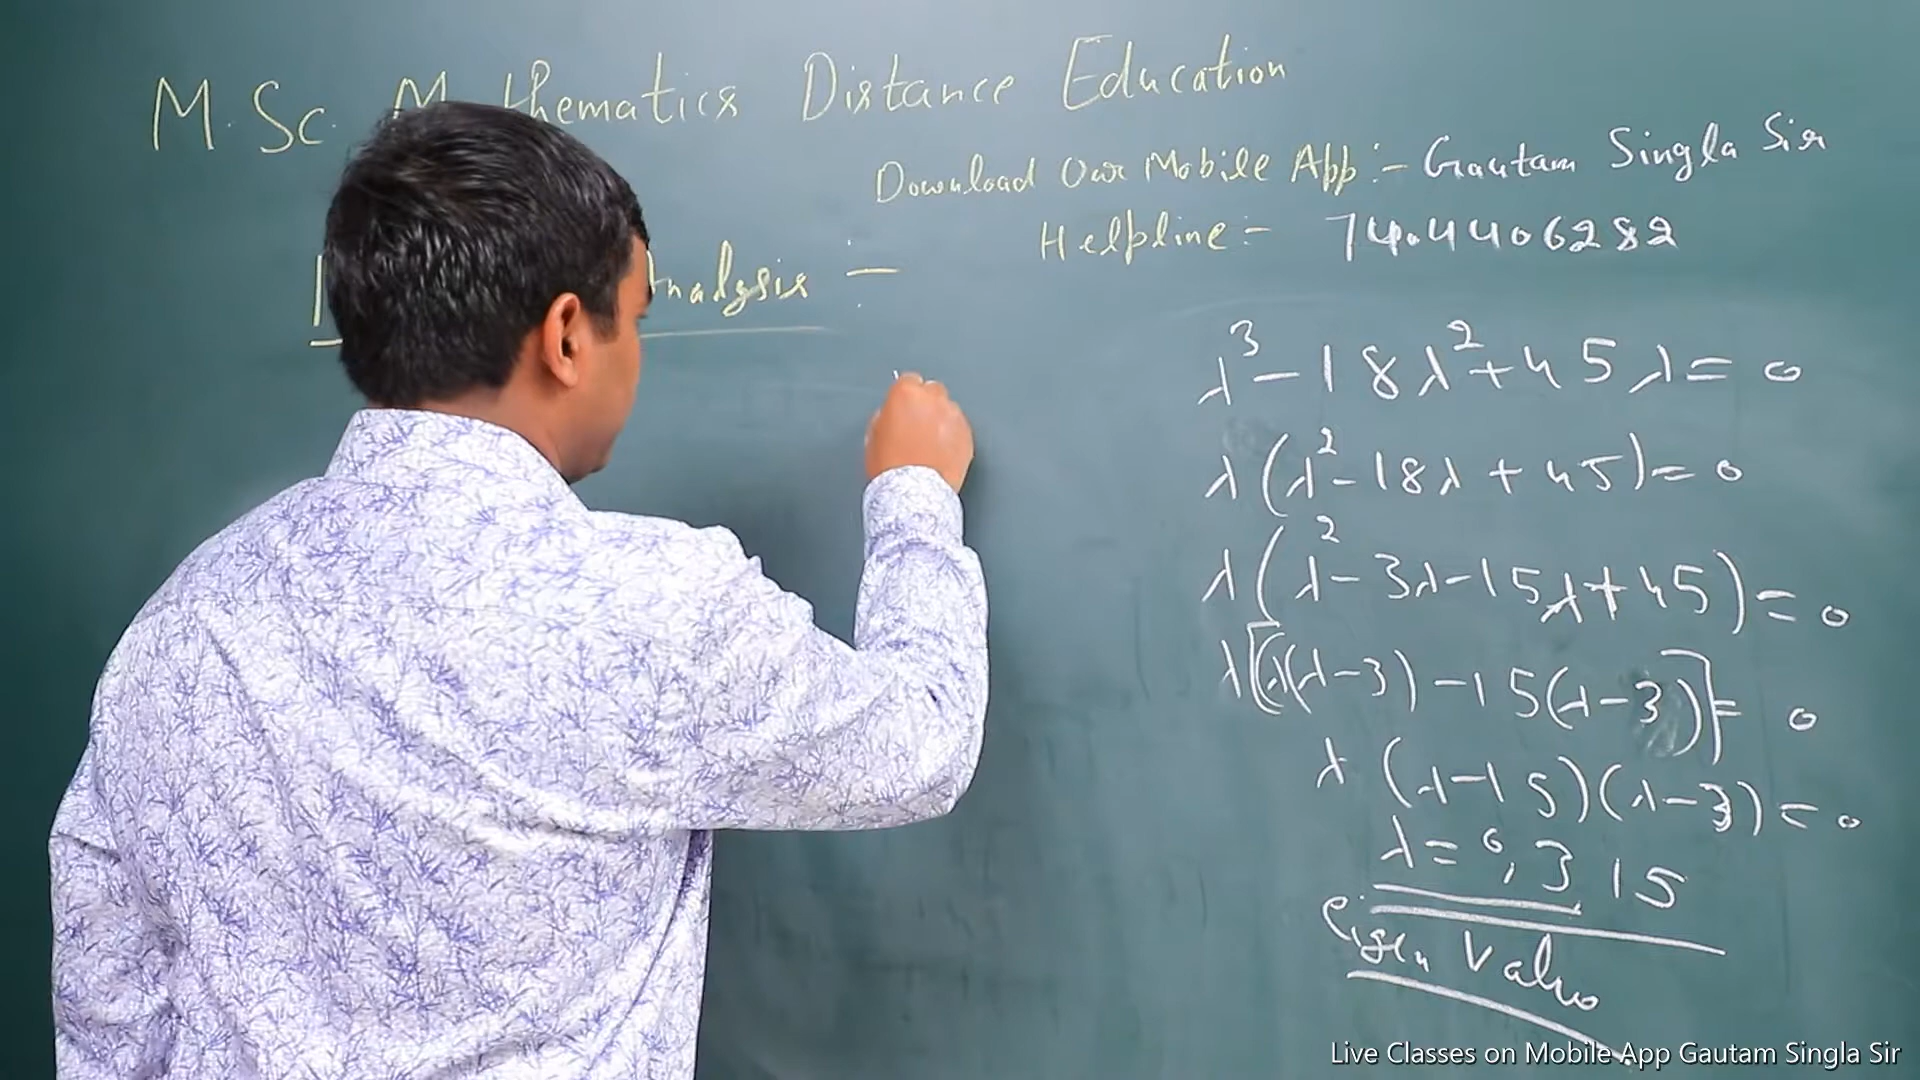 M.Sc. Mathematics Distance Education
Download Our Mobile App :- Gautam Singla Sir
Helpline :- 7404406282
Analysis :-
λ³ - 18λ² + 45λ = 0
λ(λ² - 18λ + 45) = 0
λ(λ² - 3λ - 15λ + 45) = 0
λ[(λ(λ - 3) - 15(λ - 3)] = 0
λ(λ - 15)(λ - 3) = 0
λ = 0, 3 15
eigen Value
Live Classes on Mobile App Gautam Singla Sir